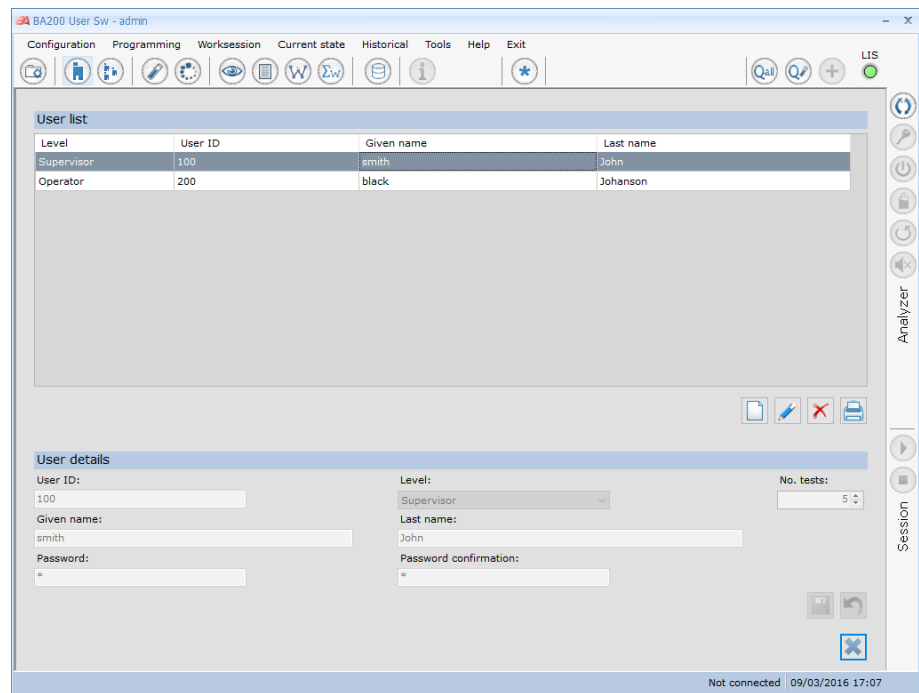 BA200 User Sw - admin
Configuration Programming Worksession Current state Historical Tools Help Exit
W Σw i * Qall Q + LIS
User list
Level User ID Given name Last name
Supervisor 100 smith John
Operator 200 black Johanson
Analyzer
User details
User ID: Level: No. tests:
100 Supervisor 5
Given name: Last name:
smith John
Password: Password confirmation:
* *
Session
Not connected 09/03/2016 17:07